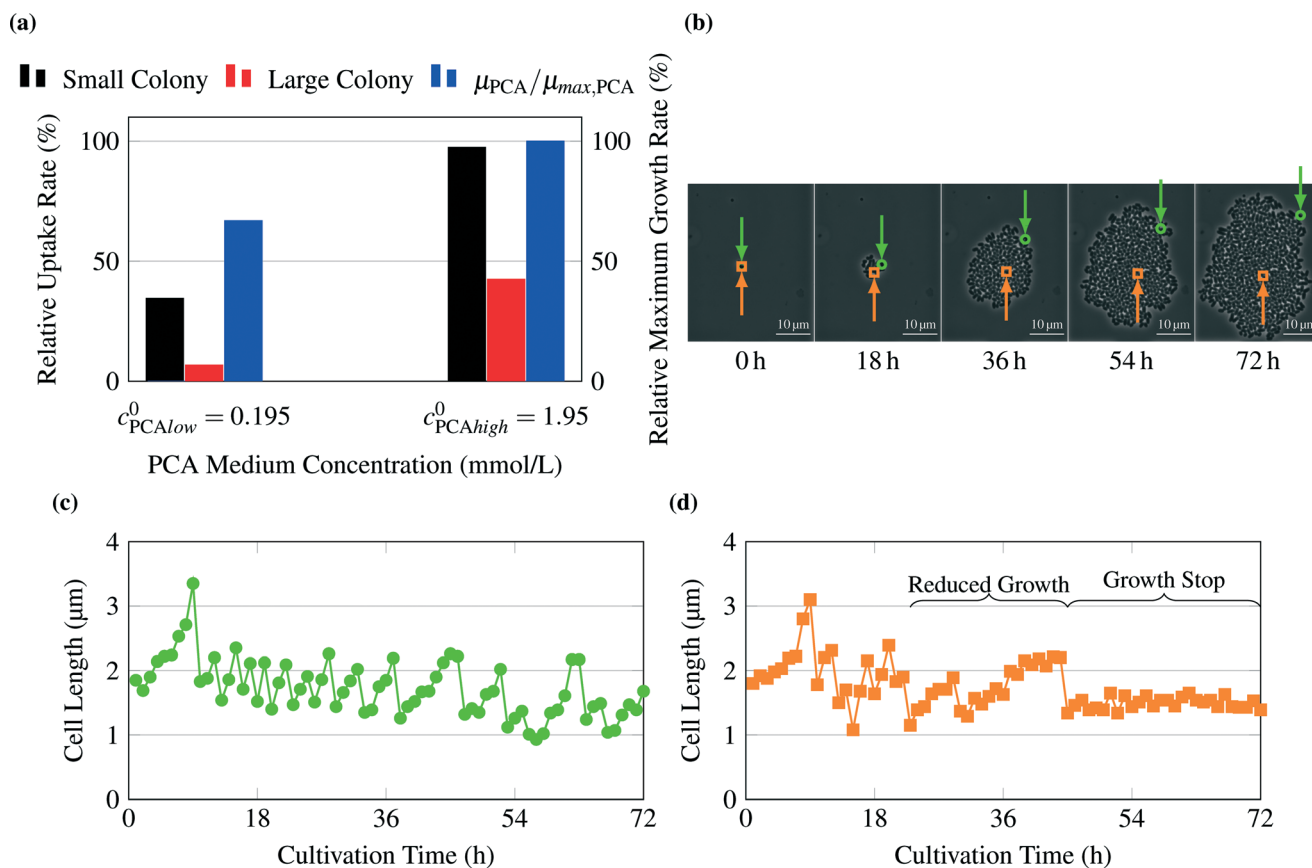 (a)
Small Colony Large Colony μPCA/μmax,PCA
Relative Uptake Rate (%)
100
50
0
100
50
0
Relative Maximum Growth Rate (%)
c⁰PCAlow = 0.195
c⁰PCAhigh = 1.95
PCA Medium Concentration (mmol/L)
(b)
10 μm 10 μm 10 μm 10 μm 10 μm
0 h 18 h 36 h 54 h 72 h
(c)
Cell Length (μm)
4
3
2
1
0
0 18 36 54 72
Cultivation Time (h)
(d)
Cell Length (μm)
4
3
2
1
0
Reduced Growth
Growth Stop
0 18 36 54 72
Cultivation Time (h)